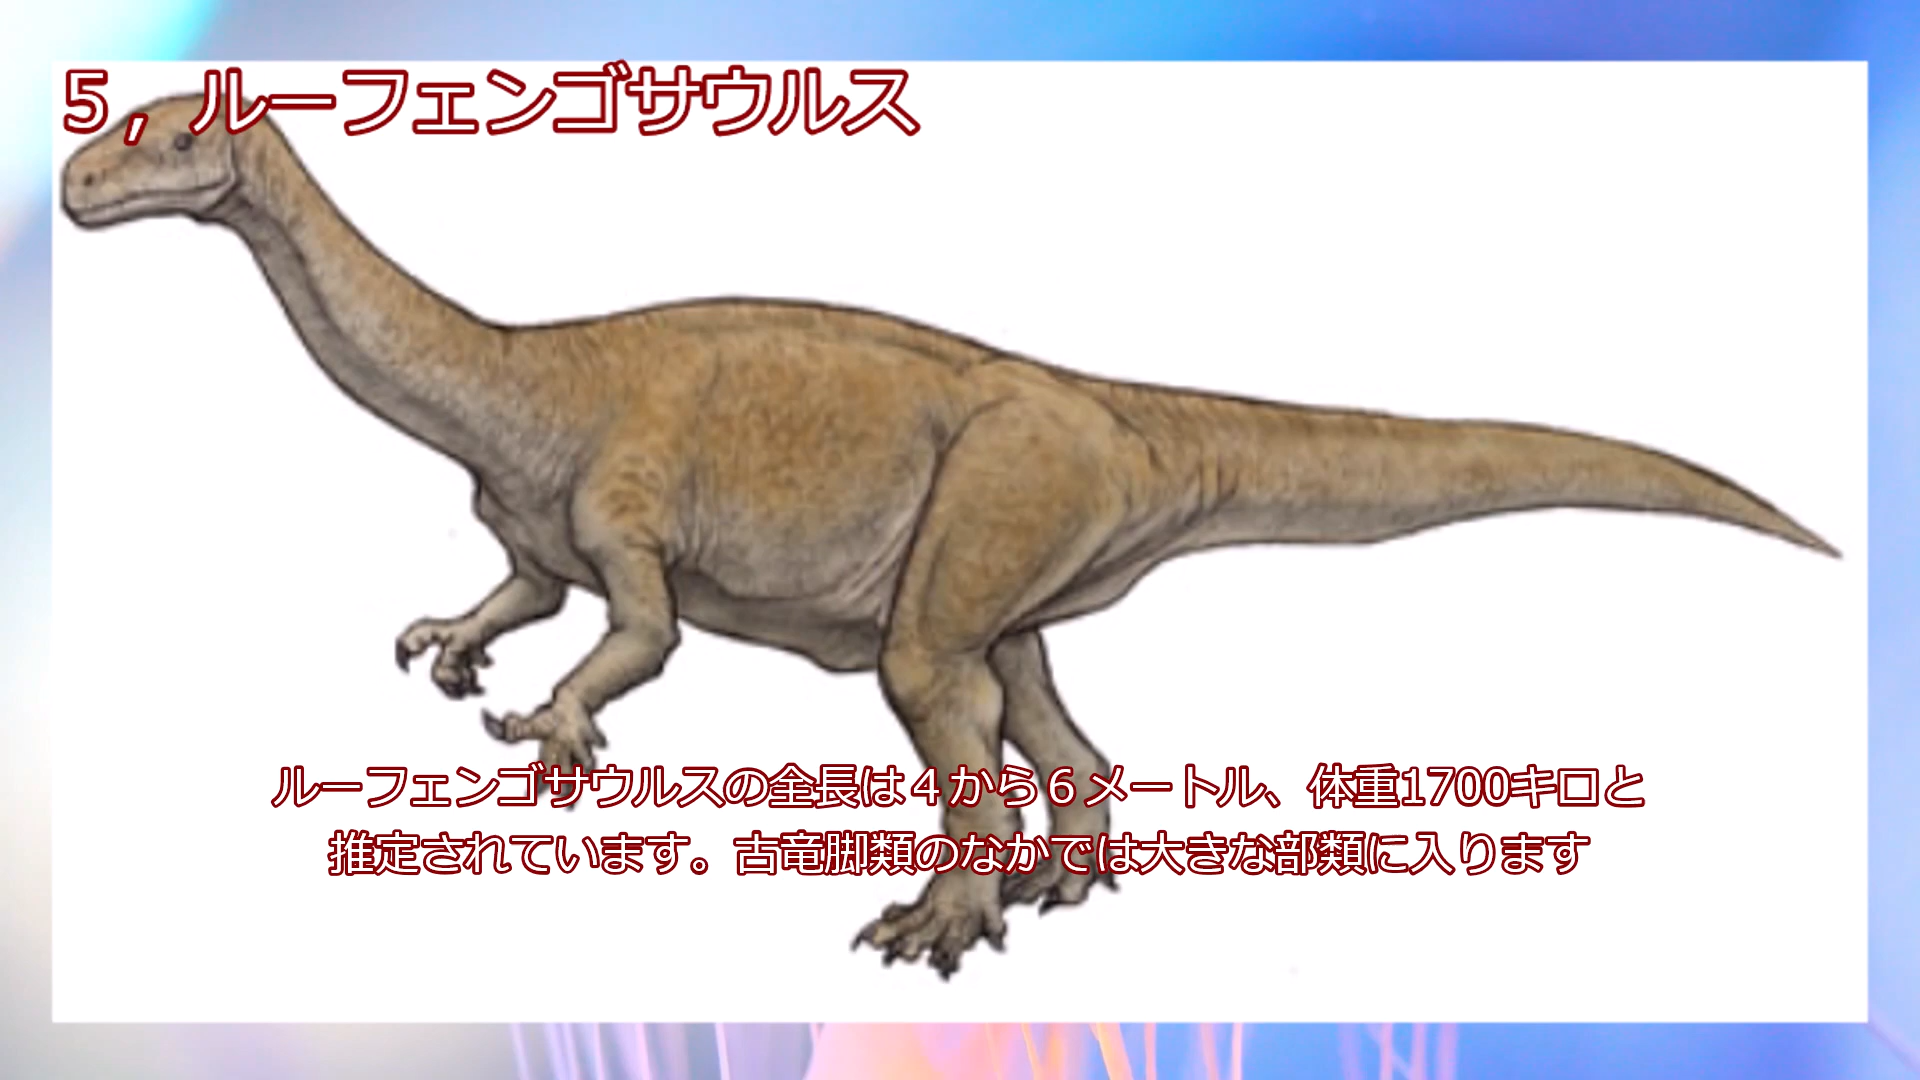 ５，ルーフェンゴサウルス
ルーフェンゴサウルスの全長は４から６メートル、体重1700キロと
推定されています。古竜脚類のなかでは大きな部類に入ります